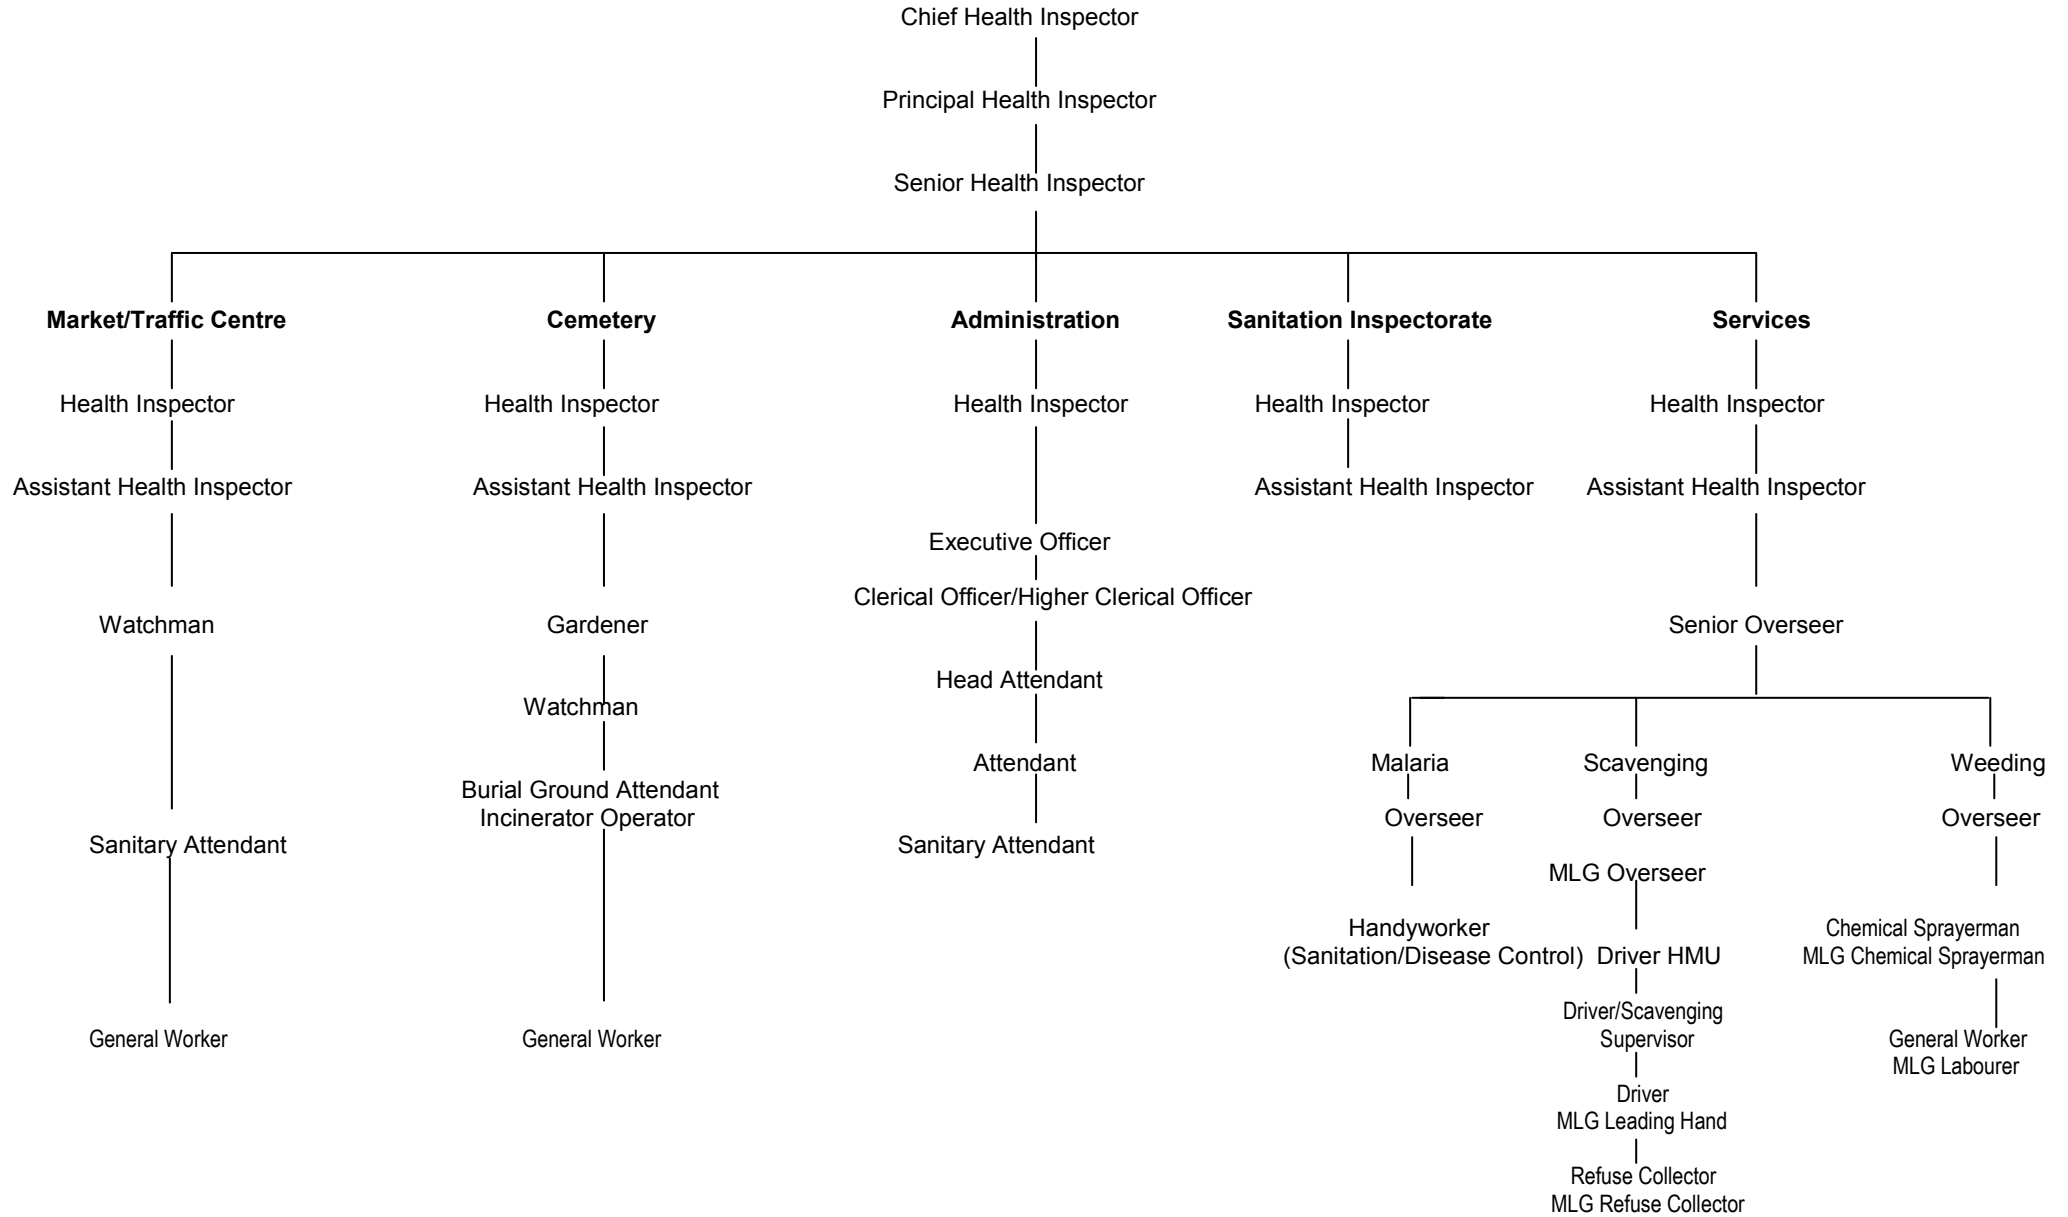 Chief Health Inspector
Principal Health Inspector
Senior Health Inspector
Market/Traffic Centre
Cemetery
Administration
Sanitation Inspectorate
Services
Health Inspector
Health Inspector
Health Inspector
Health Inspector
Health Inspector
Assistant Health Inspector
Assistant Health Inspector
Assistant Health Inspector
Assistant Health Inspector
Executive Officer
Clerical Officer/Higher Clerical Officer
Watchman
Gardener
Senior Overseer
Head Attendant
Watchman
Attendant
Malaria
Scavenging
Weeding
Burial Ground Attendant
Incinerator Operator
Overseer
Overseer
Overseer
Sanitary Attendant
Sanitary Attendant
MLG Overseer
Handyworker
(Sanitation/Disease Control)
Driver HMU
Chemical Sprayerman
MLG Chemical Sprayerman
Driver/Scavenging
Supervisor
General Worker
General Worker
General Worker
MLG Labourer
Driver
MLG Leading Hand
Refuse Collector
MLG Refuse Collector